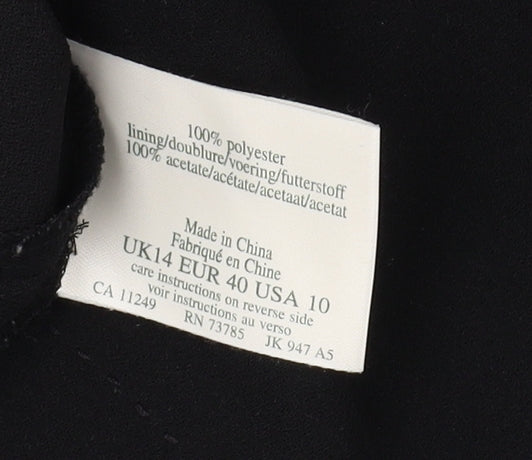 100% polyester
lining/doublure/voering/futterstoff
100% acetate/acétate/acetaat/acetat
Made in China
Fabriqué en Chine
UK14 EUR 40 USA 10
care instructions on reverse side
voir instructions au verso
CA 11249 RN 73785 JK 947 A5